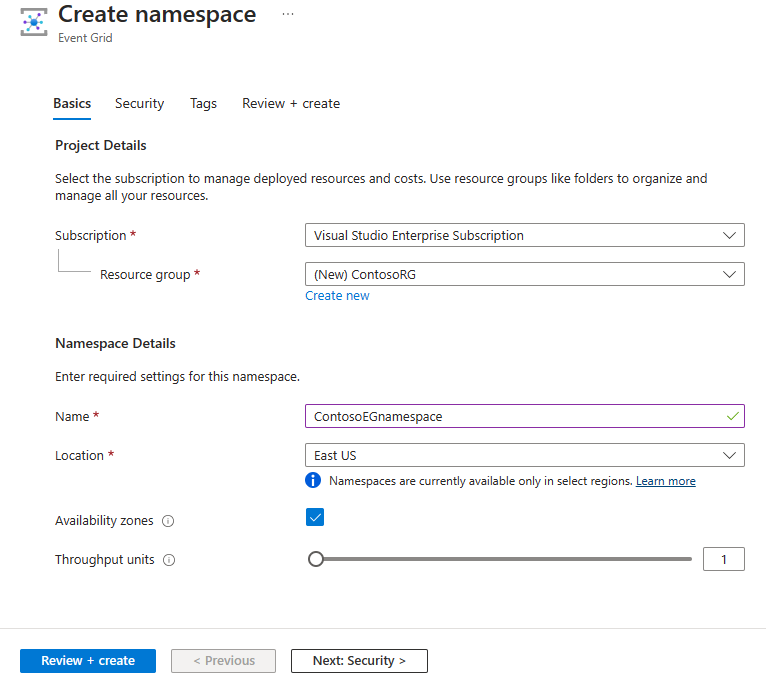 Create namespace ...
Event Grid
Basics Security Tags Review + create
Project Details
Select the subscription to manage deployed resources and costs. Use resource groups like folders to organize and
manage all your resources.
Subscription * Visual Studio Enterprise Subscription
Resource group * (New) ContosoRG
Create new
Namespace Details
Enter required settings for this namespace.
Name * ContosoEGnamespace
Location * East US
Namespaces are currently available only in select regions. Learn more
Availability zones
Throughput units 1
Review + create < Previous Next: Security >